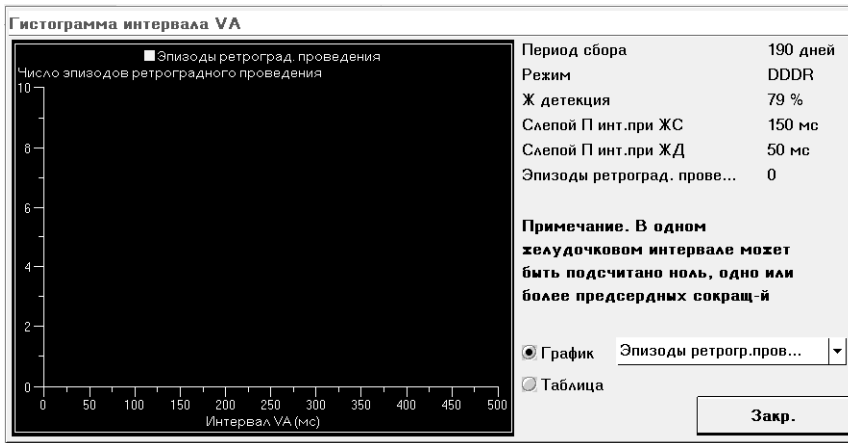 Гистограмма интервала VA
Эпизоды ретроград. проведения
Число эпизодов ретроградного проведения
10
8
6
4
2
0
0 50 100 150 200 250 300 350 400 450 500
Интервал VA (мс)
Период сбора 190 дней
Режим DDDR
Ж детекция 79 %
Слепой П инт.при ЖС 150 мс
Слепой П инт.при ЖД 50 мс
Эпизоды ретроград. прове... 0
Примечание. В одном
желудочковом интервале может
быть подсчитано ноль, одно или
более предсердных сокращ-й
График Эпизоды ретрогр.пров...
Таблица
Закр.